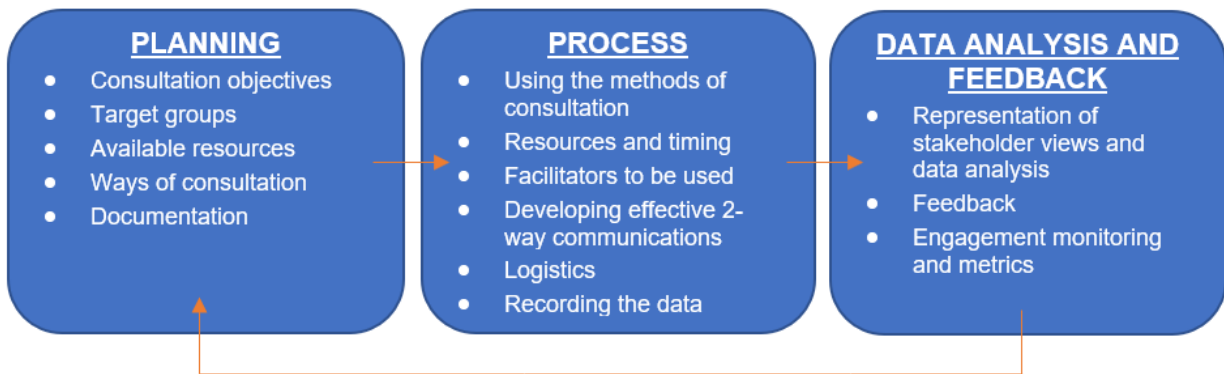 PLANNING
• Consultation objectives
• Target groups
• Available resources
• Ways of consultation
• Documentation
PROCESS
• Using the methods of
consultation
• Resources and timing
• Facilitators to be used
• Developing effective 2-
way communications
• Logistics
• Recording the data
DATA ANALYSIS AND
FEEDBACK
• Representation of
stakeholder views and
data analysis
• Feedback
• Engagement monitoring
and metrics